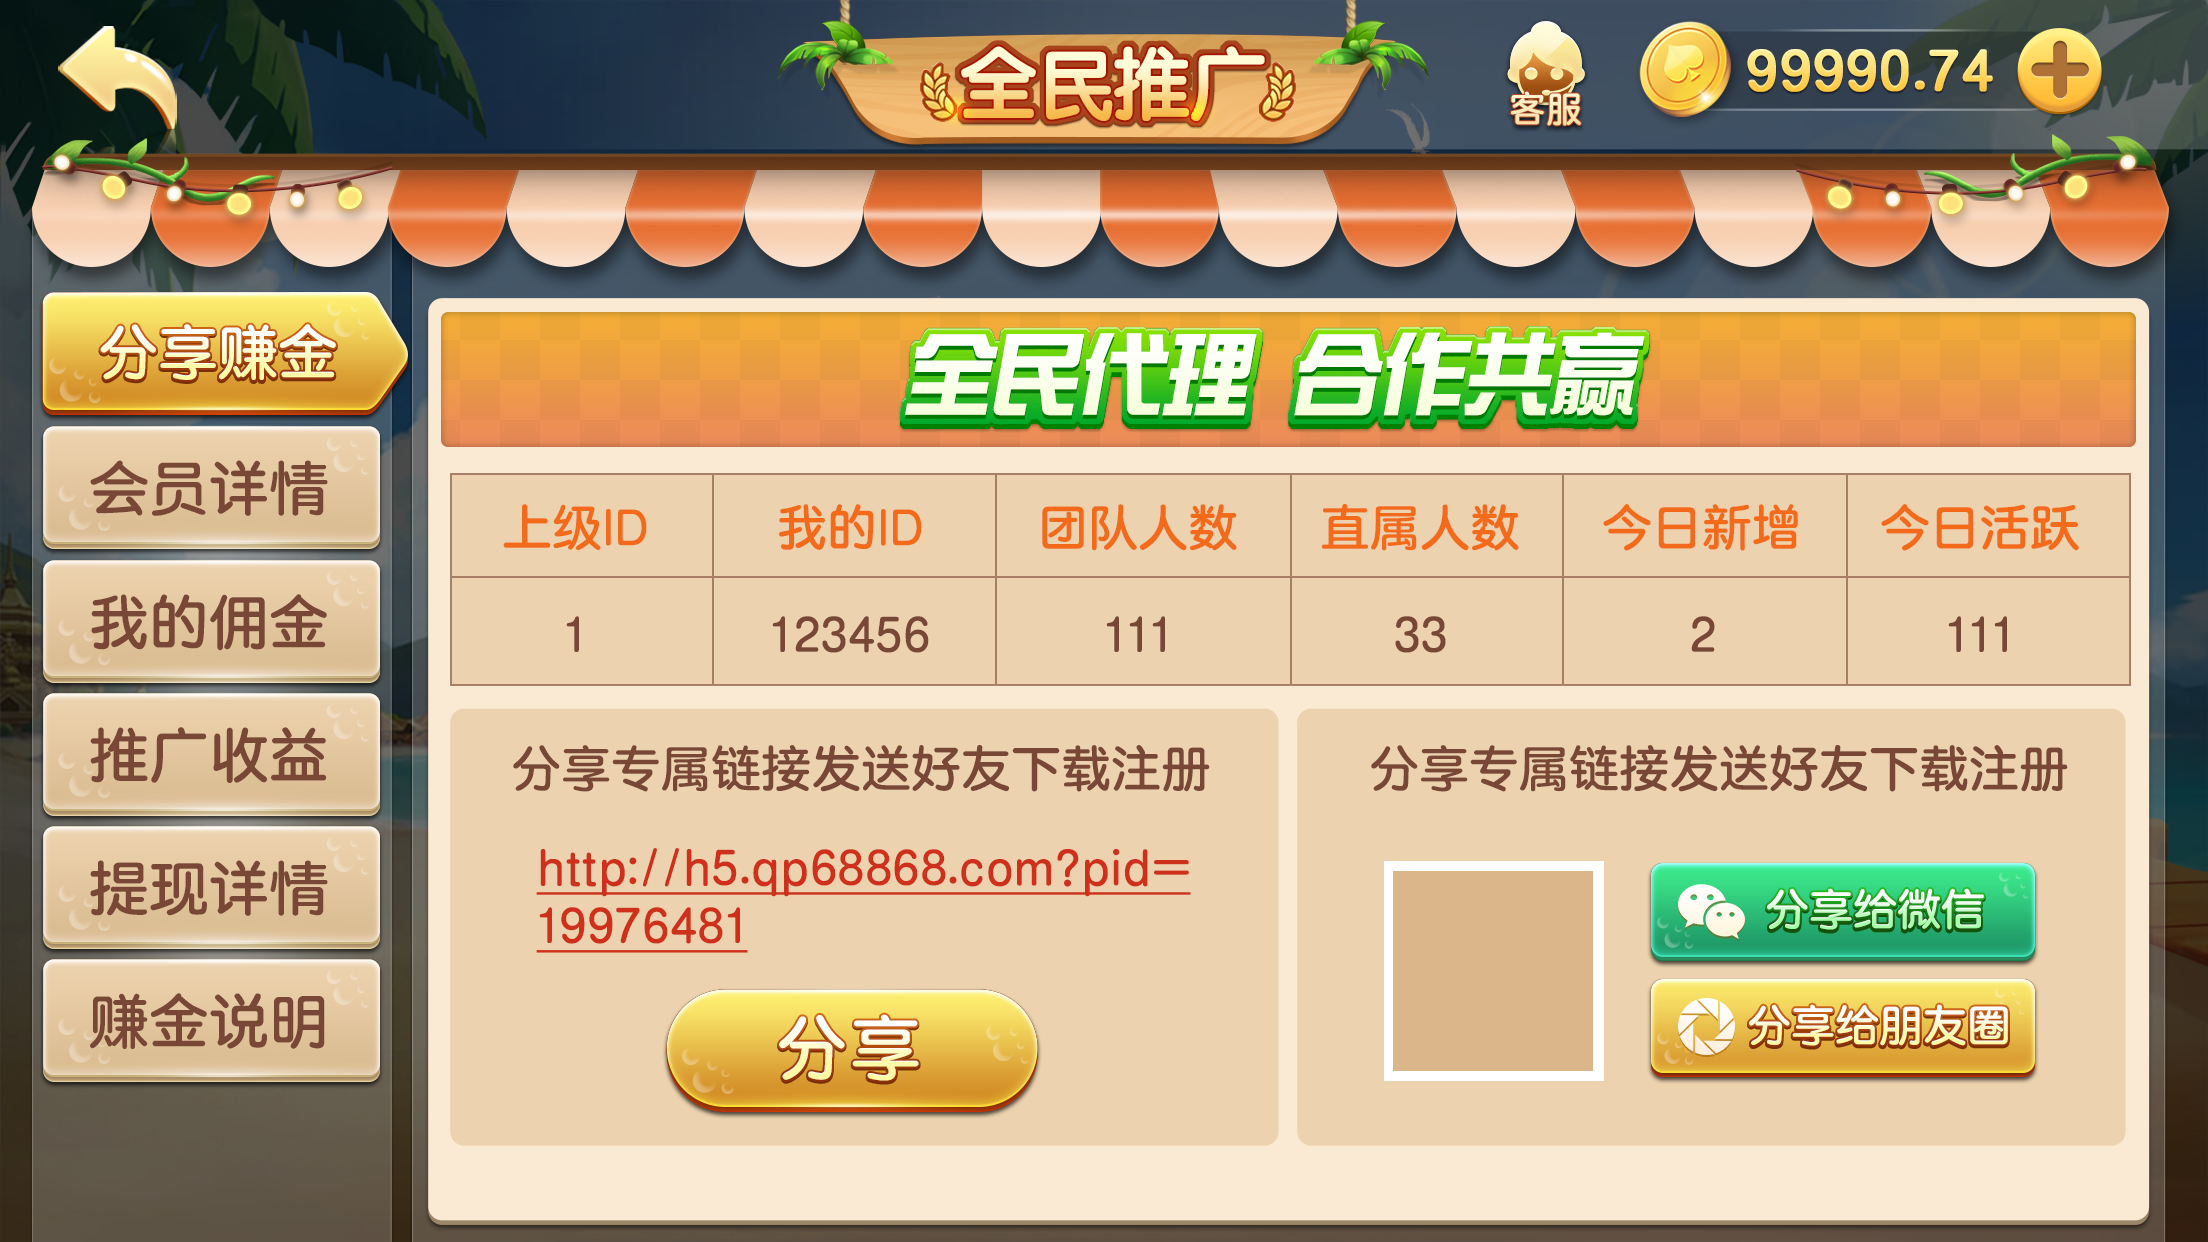 全民推广
客服
99990.74
分享赚金
会员详情
我的佣金
推广收益
提现详情
赚金说明
全民代理 合作共赢
上级ID 我的ID 团队人数 直属人数 今日新增 今日活跃
1 123456 111 33 2 111
分享专属链接发送好友下载注册
http://h5.qp68868.com?pid=
19976481
分享
分享专属链接发送好友下载注册
分享给微信
分享给朋友圈